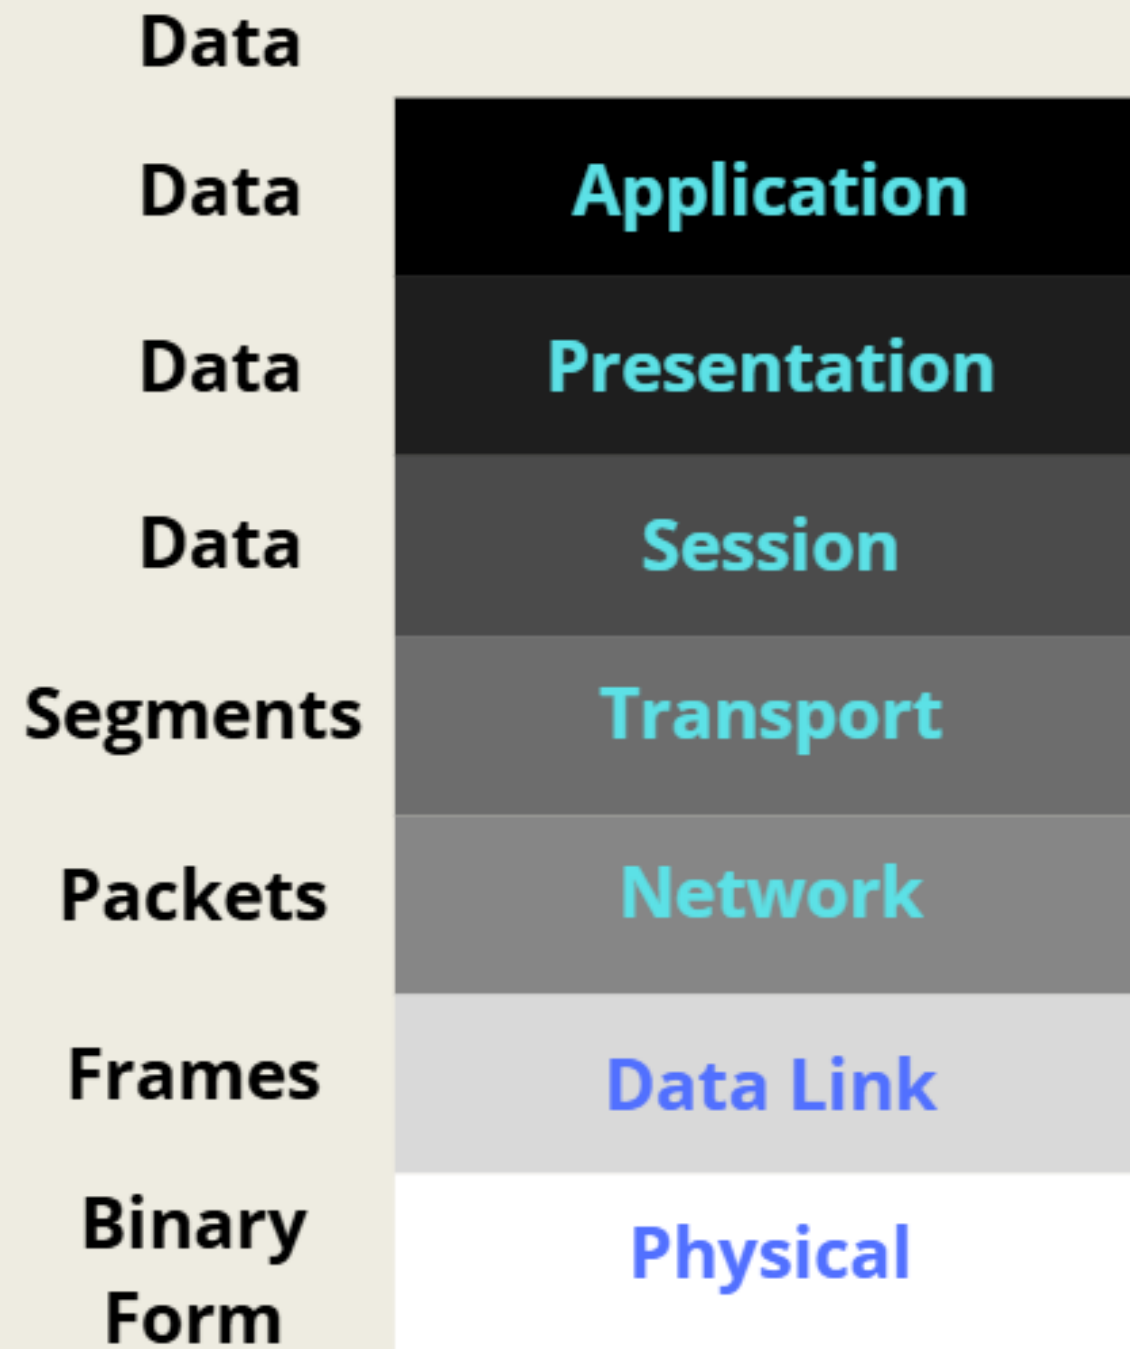 Data
Data
Application
Data
Presentation
Data
Session
Segments
Transport
Packets
Network
Frames
Data Link
Binary
Form
Physical